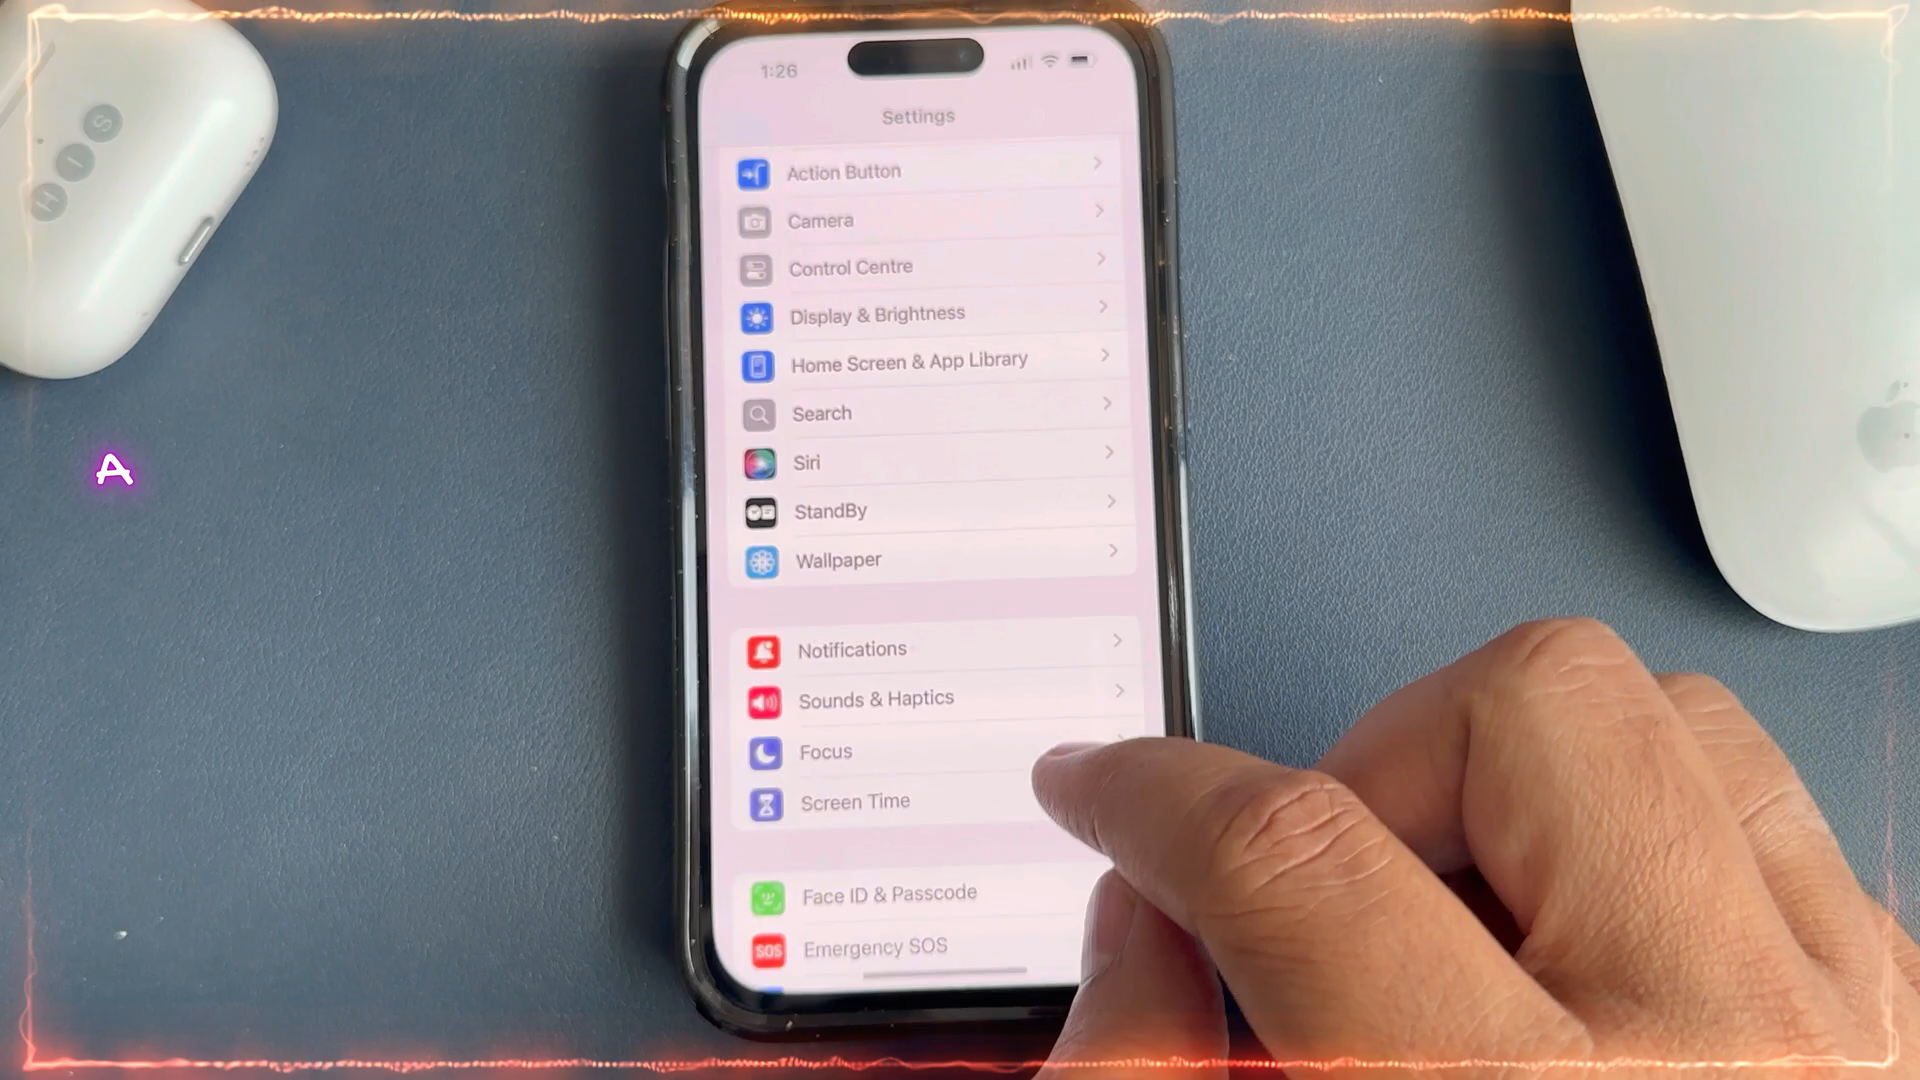 HIS
A
1:26
Settings
Action Button
Camera
Control Centre
Display & Brightness
Home Screen & App Library
Search
Siri
StandBy
Wallpaper
Notifications
Sounds & Haptics
Focus
Screen Time
Face ID & Passcode
SOS
Emergency SOS